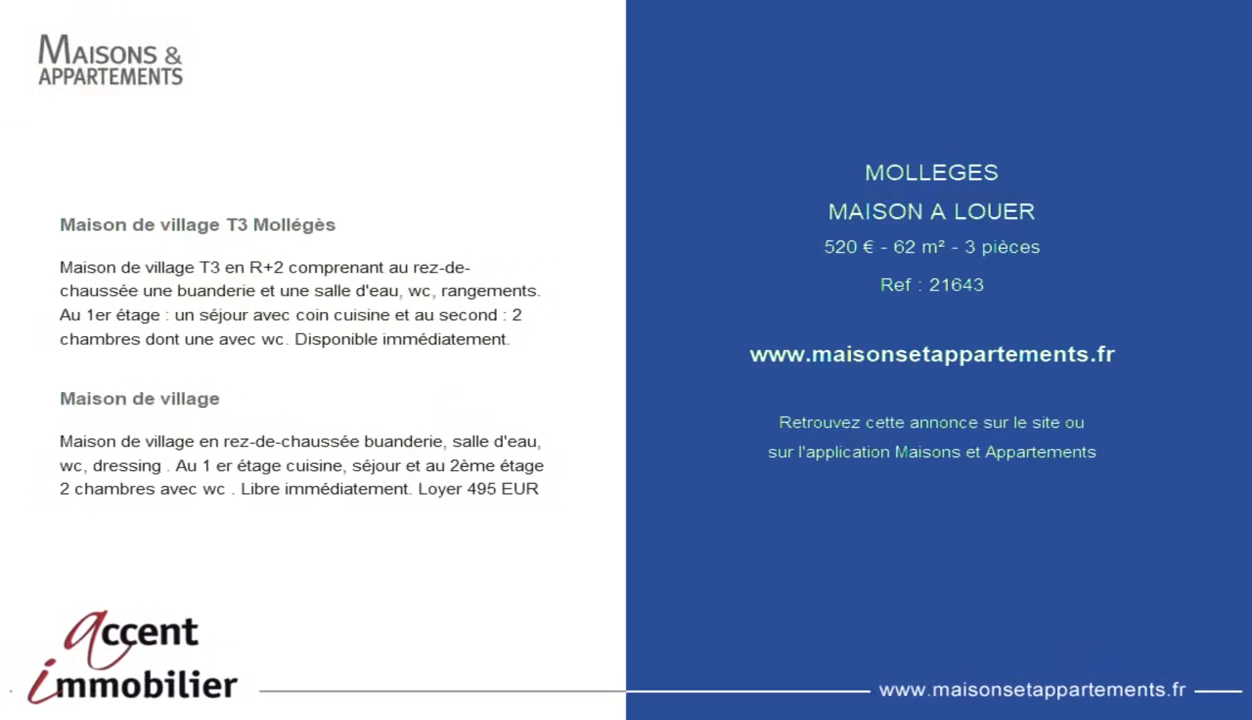 MAISONS &
APPARTEMENTS
Maison de village T3 Mollégès
Maison de village T3 en R+2 comprenant au rez-de-
chaussée une buanderie et une salle d'eau, wc, rangements.
Au 1er étage : un séjour avec coin cuisine et au second : 2
chambres dont une avec wc. Disponible immédiatement.
Maison de village
Maison de village en rez-de-chaussée buanderie, salle d'eau,
wc, dressing . Au 1 er étage cuisine, séjour et au 2ème étage
2 chambres avec wc . Libre immédiatement. Loyer 495 EUR
accent
immobilier
MOLLEGES
MAISON A LOUER
520 € - 62 m² - 3 pièces
Ref : 21643
www.maisonsetappartements.fr
Retrouvez cette annonce sur le site ou
sur l'application Maisons et Appartements
www.maisonsetappartements.fr